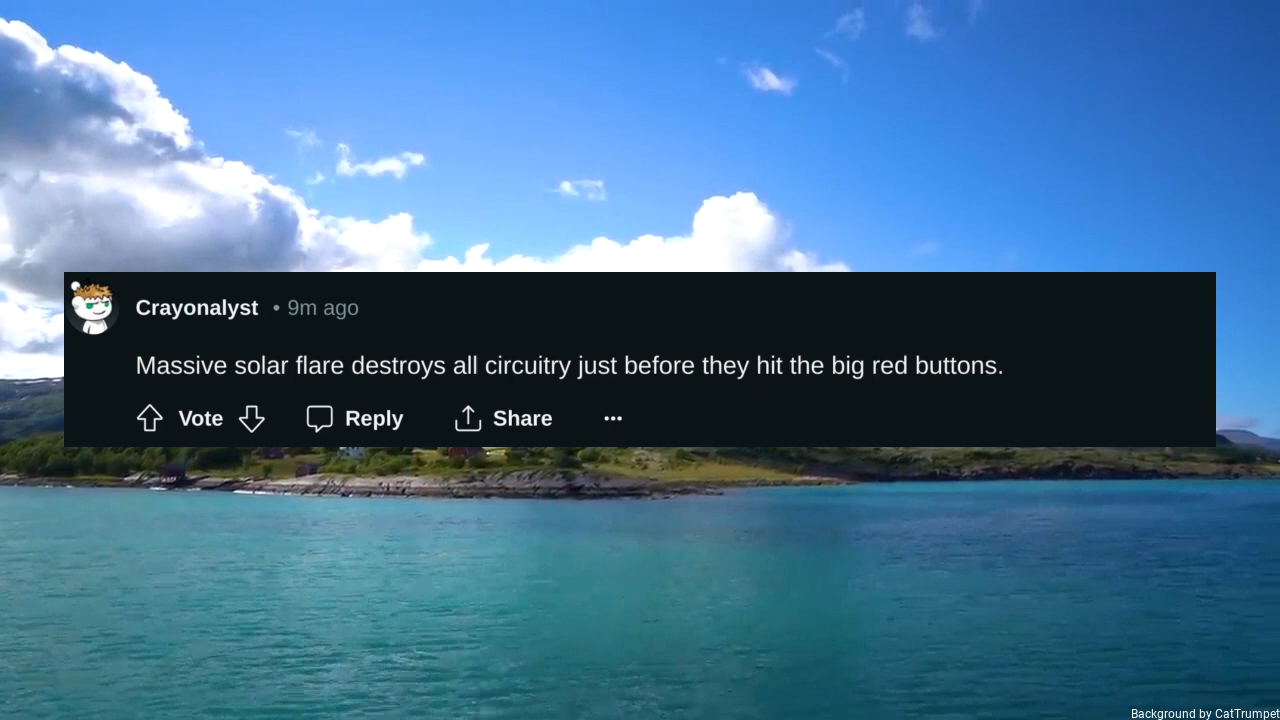 Crayonalyst • 9m ago
Massive solar flare destroys all circuitry just before they hit the big red buttons.
Vote Reply Share
Background by CatTrumpet